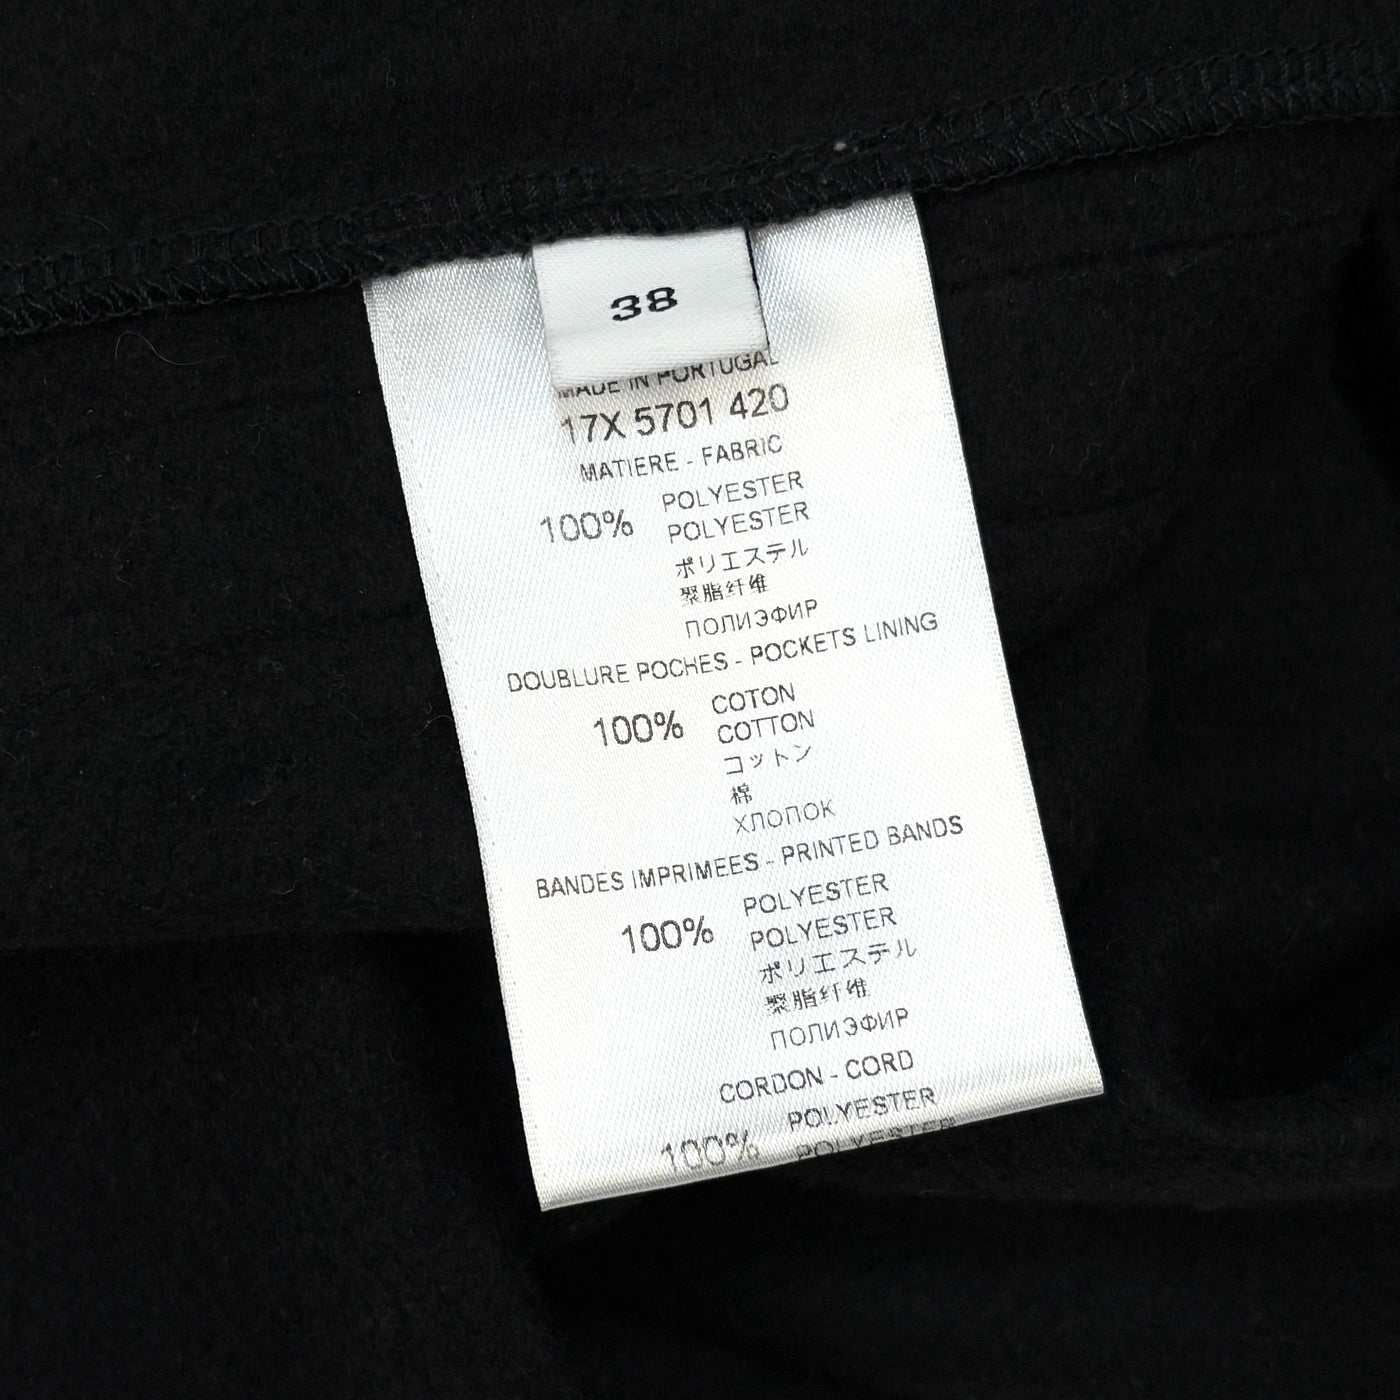 38
MADE IN PORTUGAL
17X 5701 420
MATIERE - FABRIC
100% POLYESTER
POLYESTER
ポリエステル
聚脂纤维
ПОЛИЭФИР
DOUBLURE POCHES - POCKETS LINING
100% COTON
COTTON
コットン
棉
ХЛОПОК
BANDES IMPRIMEES - PRINTED BANDS
100% POLYESTER
POLYESTER
ポリエステル
聚脂纤维
ПОЛИЭФИР
CORDON - CORD
100% POLYESTER
POLYESTER